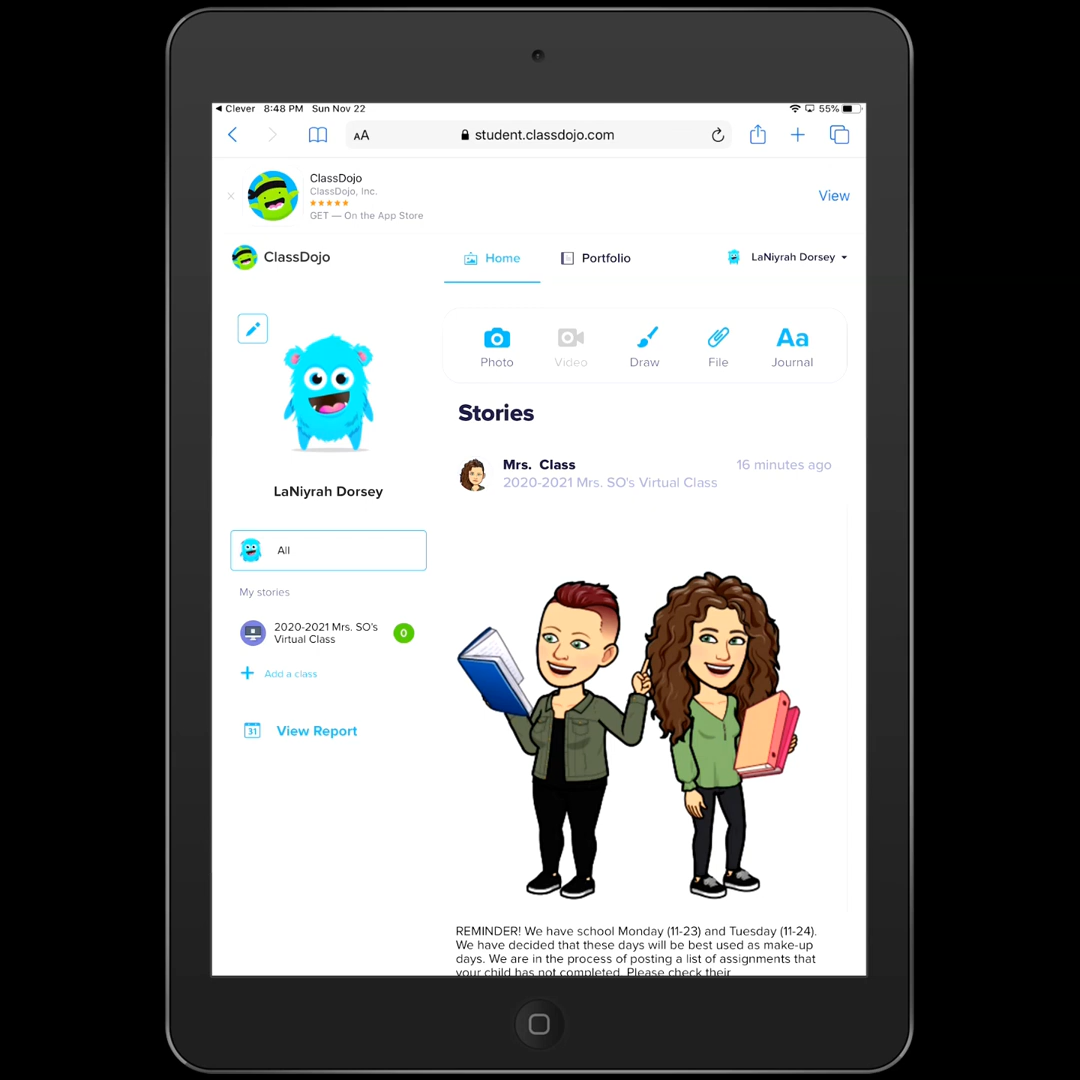 Clever 8:48 PM Sun Nov 22
55%
AA
student.classdojo.com
ClassDojo
ClassDojo, Inc.
GET — On the App Store
View
ClassDojo
Home
Portfolio
LaNiyrah Dorsey
Photo
Video
Draw
File
Aa
Journal
LaNiyrah Dorsey
All
My stories
2020-2021 Mrs. SO's
Virtual Class
0
Add a class
31
View Report
Stories
Mrs. Class
16 minutes ago
2020-2021 Mrs. SO's Virtual Class
REMINDER! We have school Monday (11-23) and Tuesday (11-24).
We have decided that these days will be best used as make-up
days. We are in the process of posting a list of assignments that
your child has not completed. Please check their